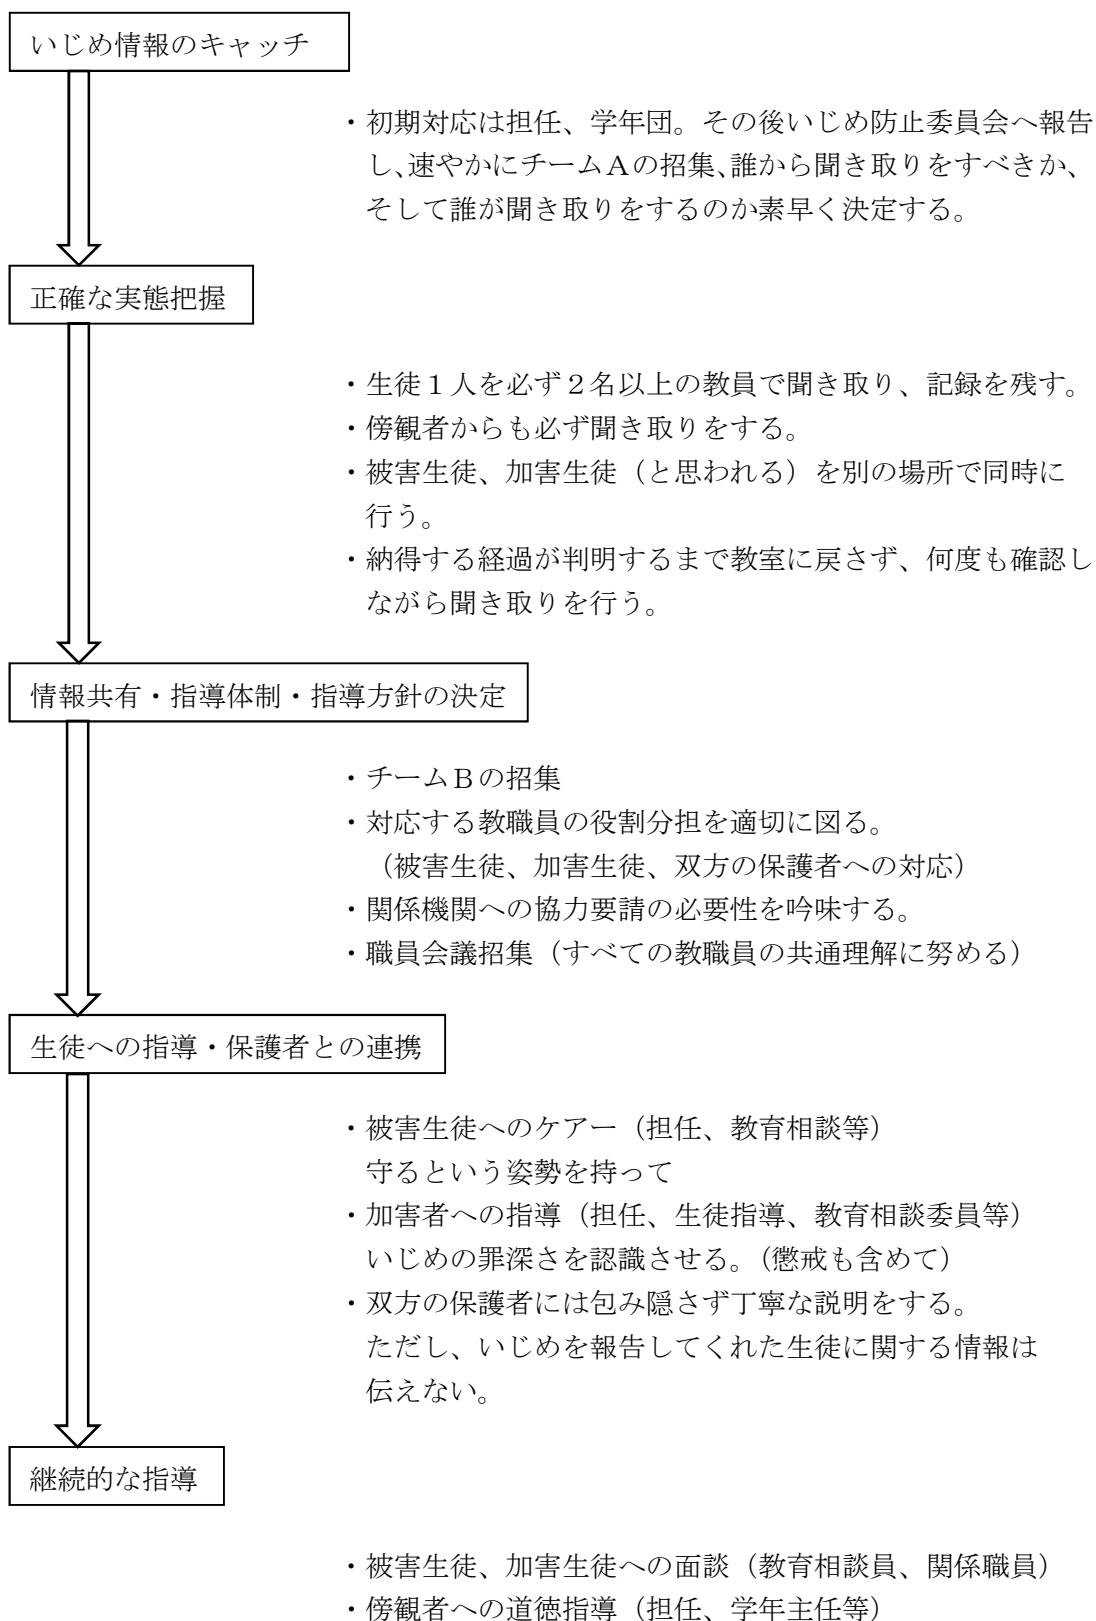 いじめ情報のキャッチ
・初期対応は担任、学年団。その後いじめ防止委員会へ報告
し、速やかにチームＡの招集、誰から聞き取りをすべきか、
そして誰が聞き取りをするのか素早く決定する。
正確な実態把握
・生徒１人を必ず２名以上の教員で聞き取り、記録を残す。
・傍観者からも必ず聞き取りをする。
・被害生徒、加害生徒（と思われる）を別の場所で同時に
行う。
・納得する経過が判明するまで教室に戻さず、何度も確認し
ながら聞き取りを行う。
情報共有・指導体制・指導方針の決定
・チームＢの招集
・対応する教職員の役割分担を適切に図る。
（被害生徒、加害生徒、双方の保護者への対応）
・関係機関への協力要請の必要性を吟味する。
・職員会議招集（すべての教職員の共通理解に努める）
生徒への指導・保護者との連携
・被害生徒へのケアー（担任、教育相談等）
守るという姿勢を持って
・加害者への指導（担任、生徒指導、教育相談委員等）
いじめの罪深さを認識させる。（懲戒も含めて）
・双方の保護者には包み隠さず丁寧な説明をする。
ただし、いじめを報告してくれた生徒に関する情報は
伝えない。
継続的な指導
・被害生徒、加害生徒への面談（教育相談員、関係職員）
・傍観者への道徳指導（担任、学年主任等）